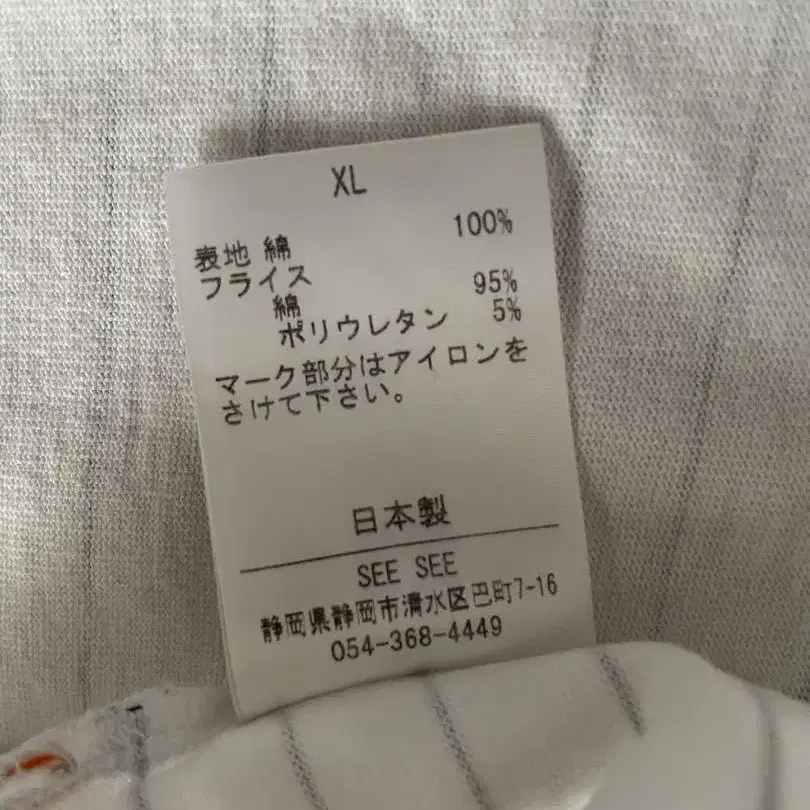 XL
表地 綿 100%
フライス
綿 95%
ポリウレタン 5%
マーク部分はアイロンを
さけて下さい。
日本製
SEE SEE
静岡県静岡市清水区巴町7-16
054-368-4449